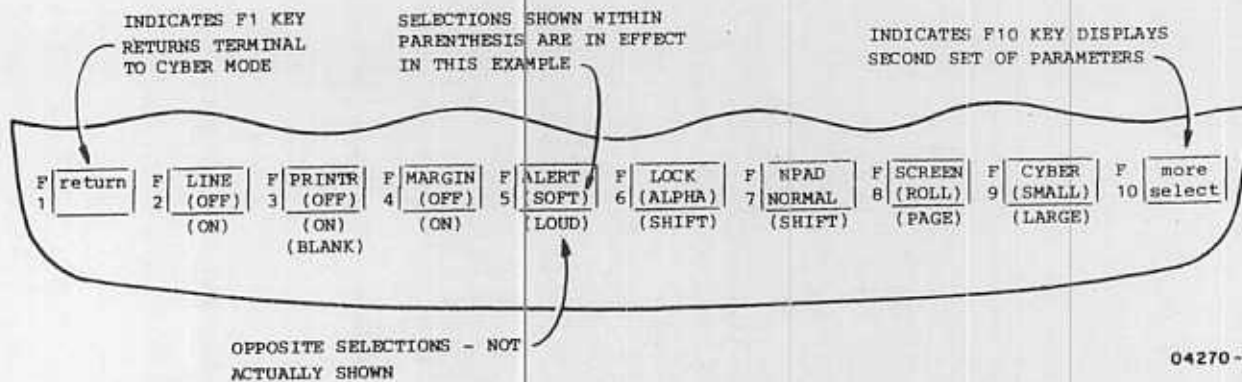 INDICATES F1 KEY
RETURNS TERMINAL
TO CYBER MODE
SELECTIONS SHOWN WITHIN
PARENTHESIS ARE IN EFFECT
IN THIS EXAMPLE
INDICATES F10 KEY DISPLAYS
SECOND SET OF PARAMETERS
F return F LINE F PRINTR F MARGIN F ALERT F LOCK F NPAD F SCREEN F CYBER F more
1 2 (OFF) 3 (OFF) 4 (OFF) 5 (SOFT) 6 (ALPHA) 7 NORMAL 8 (ROLL) 9 (SMALL) 10 select
(ON) (ON) (ON) (LOUD) (SHIFT) (SHIFT) (PAGE) (LARGE)
(BLANK)
OPPOSITE SELECTIONS - NOT
ACTUALLY SHOWN
04270-